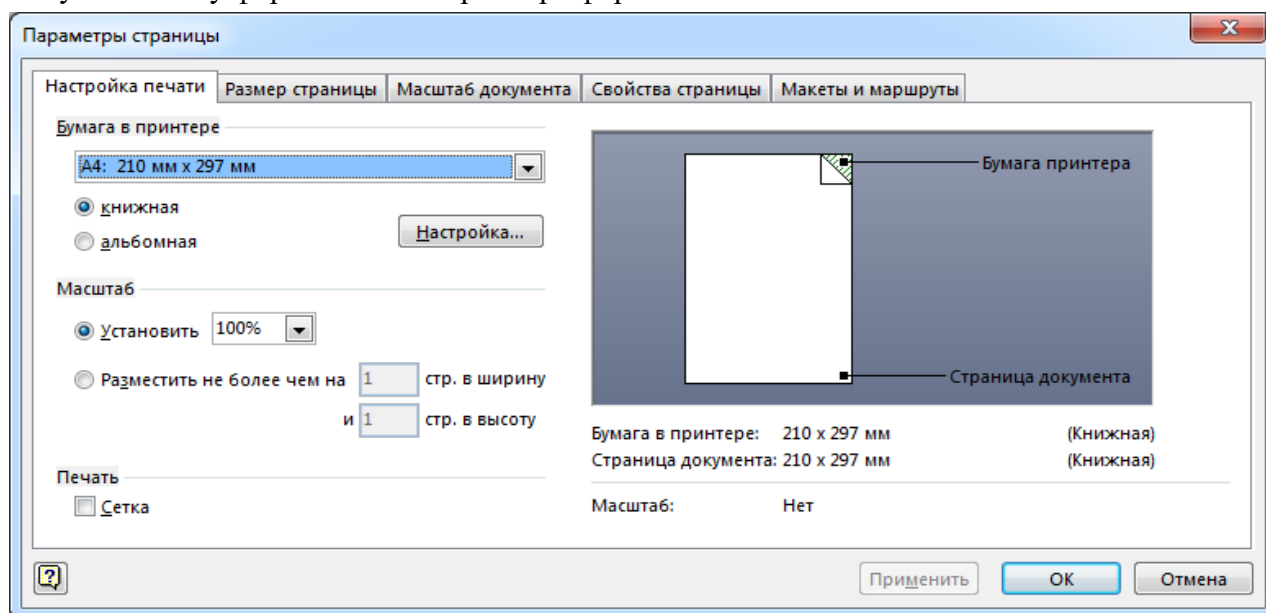 Параметры страницы
Настройка печати Размер страницы Масштаб документа Свойства страницы Макеты и маршруты
Бумага в принтере
A4: 210 мм x 297 мм
книжная
альбомная
Настройка...
Масштаб
Установить 100%
Разместить не более чем на 1 стр. в ширину
и 1 стр. в высоту
Печать
Сетка
Бумага принтера
Страница документа
Бумага в принтере: 210 x 297 мм (Книжная)
Страница документа: 210 x 297 мм (Книжная)
Масштаб: Нет
Применить ОК Отмена